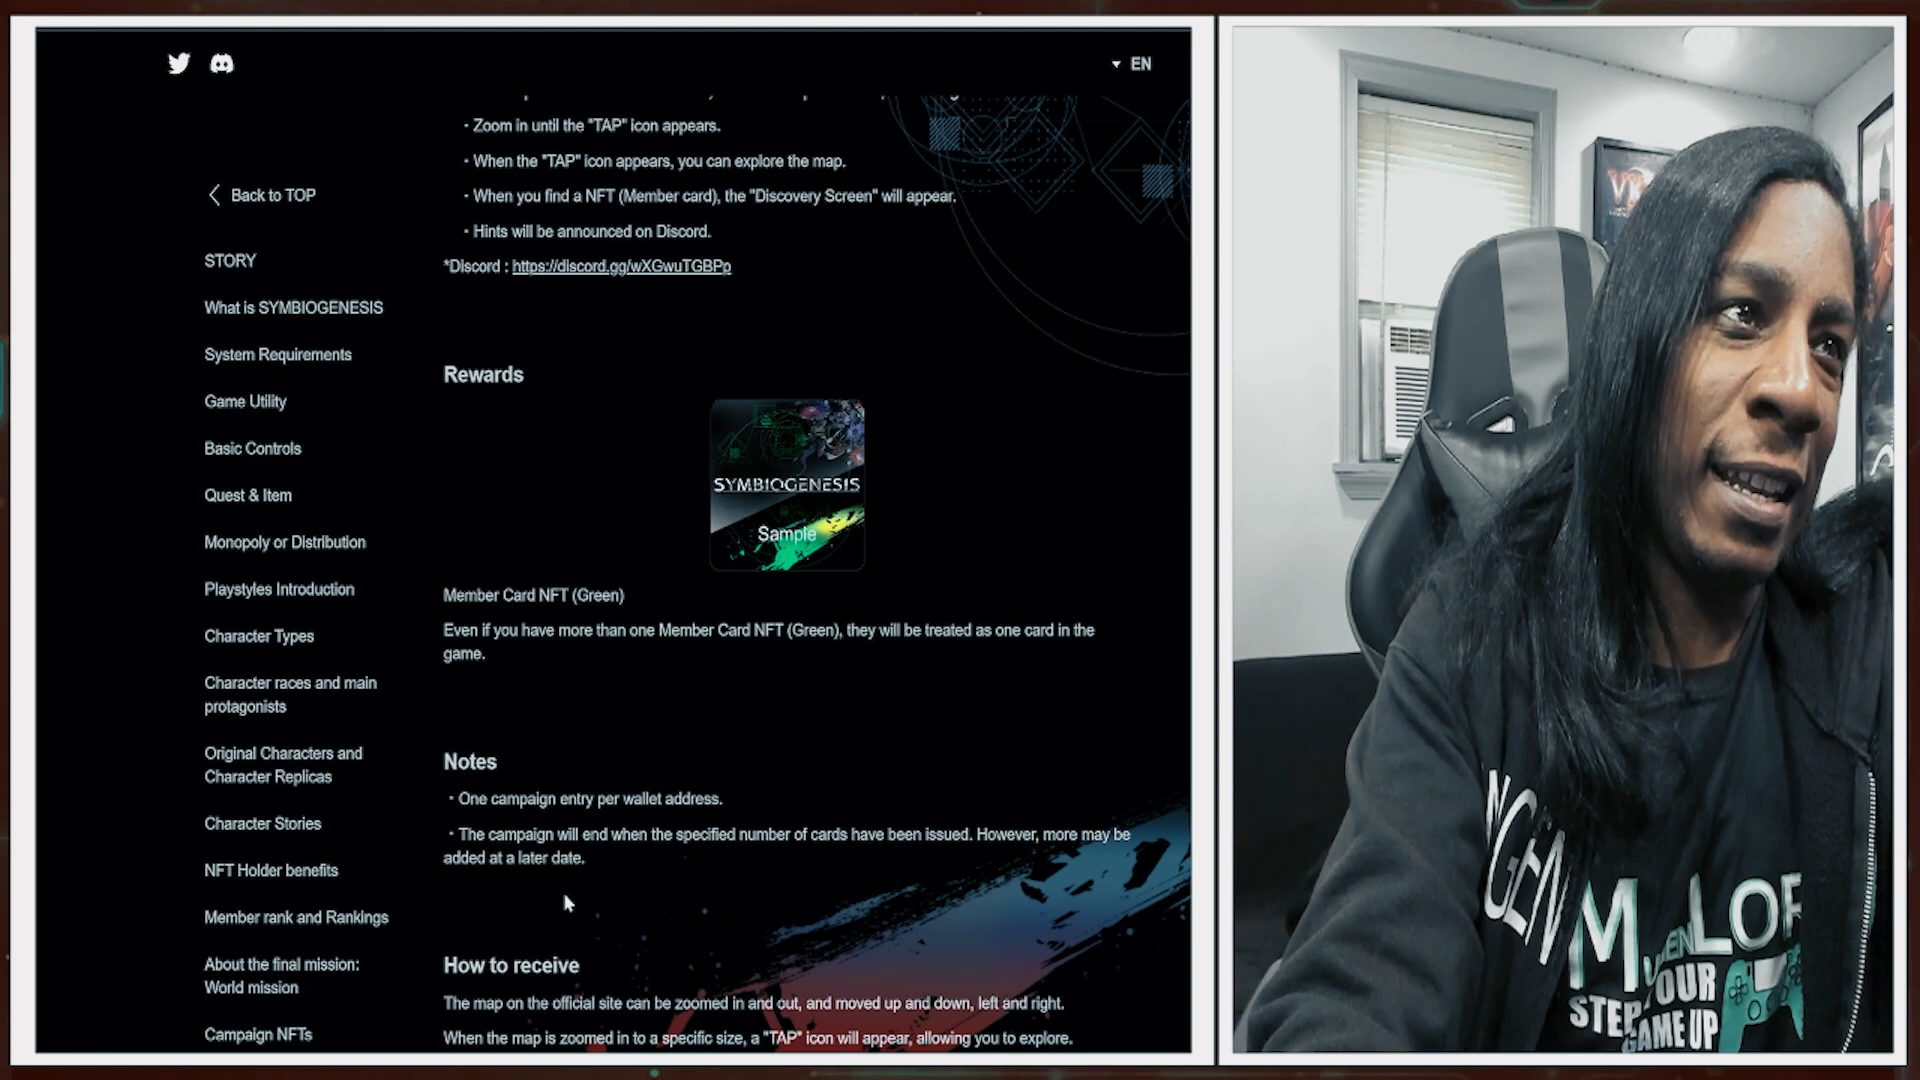 EN
· Zoom in until the "TAP" icon appears.
· When the "TAP" icon appears, you can explore the map.
· When you find a NFT (Member card), the "Discovery Screen" will appear.
· Hints will be announced on Discord.
*Discord : https://discord.gg/wXGwuTGBPp
Back to TOP
STORY
What is SYMBIOGENESIS
System Requirements
Game Utility
Basic Controls
Quest & Item
Monopoly or Distribution
Playstyles Introduction
Character Types
Character races and main
protagonists
Original Characters and
Character Replicas
Character Stories
NFT Holder benefits
Member rank and Rankings
About the final mission:
World mission
Campaign NFTs
Rewards
SYMBIOGENESIS
Sample
Member Card NFT (Green)
Even if you have more than one Member Card NFT (Green), they will be treated as one card in the
game.
Notes
· One campaign entry per wallet address.
· The campaign will end when the specified number of cards have been issued. However, more may be
added at a later date.
How to receive
The map on the official site can be zoomed in and out, and moved up and down, left and right.
When the map is zoomed in to a specific size, a "TAP" icon will appear, allowing you to explore.
STEP YOUR
GAME UP